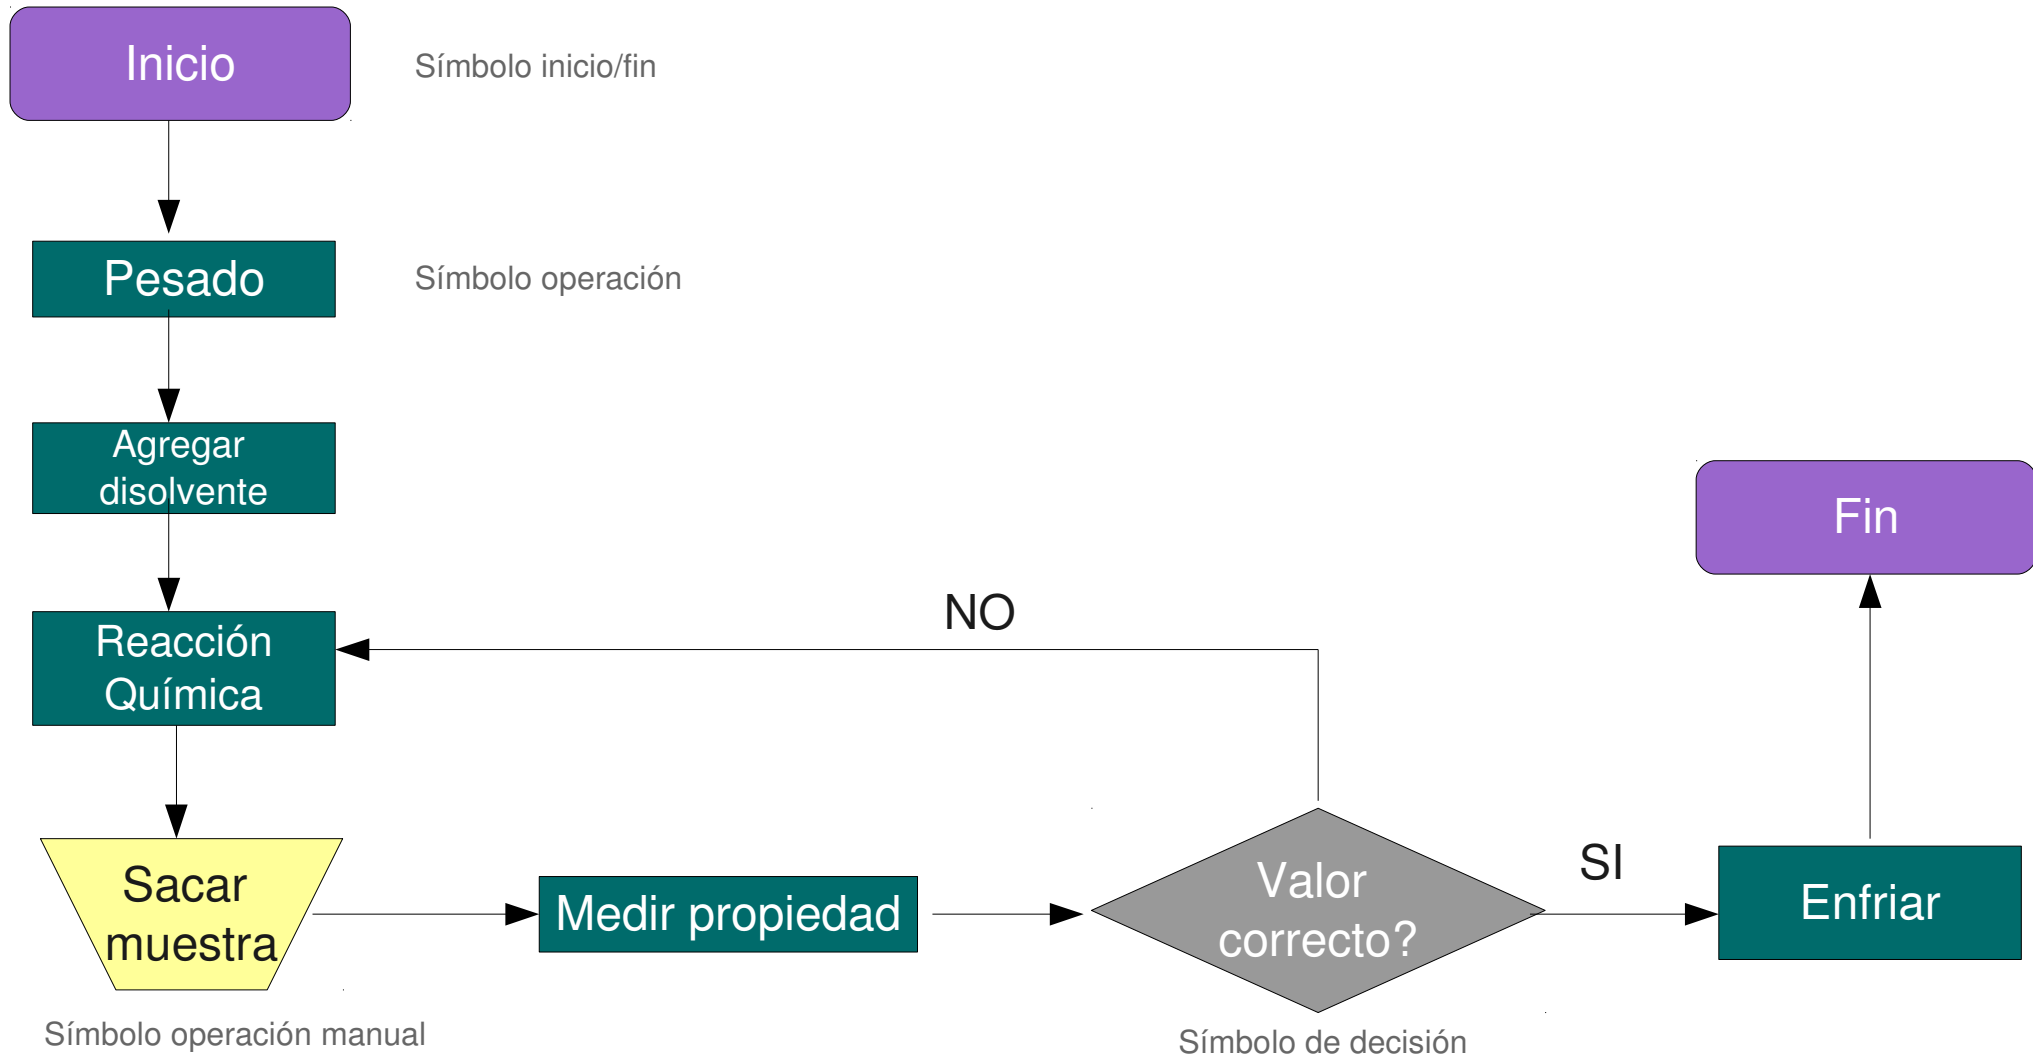 Inicio
Símbolo inicio/fin
Pesado
Símbolo operación
Agregar
disolvente
Fin
NO
Reacción
Química
Sacar
muestra
Medir propiedad
Valor
correcto?
SI
Enfriar
Símbolo operación manual
Símbolo de decisión